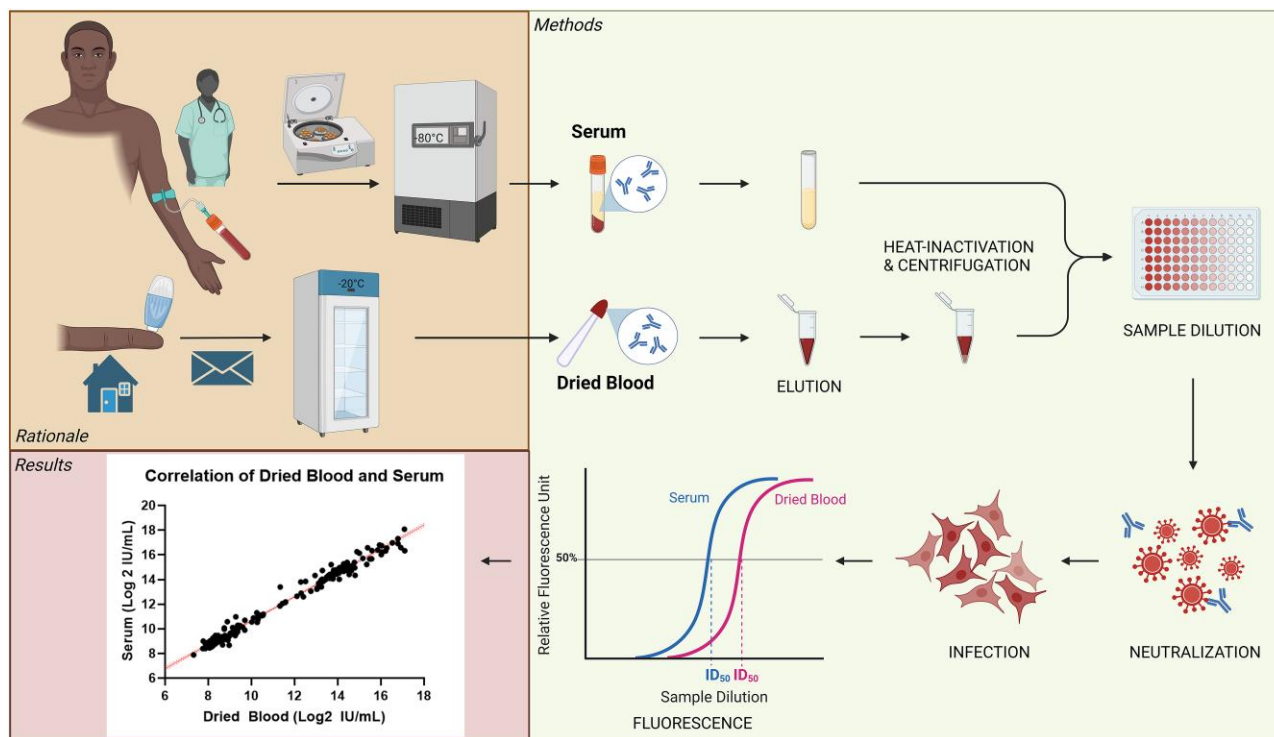 Methods
-80°C
Serum
HEAT-INACTIVATION
& CENTRIFUGATION
-20°C
SAMPLE DILUTION
Dried Blood
ELUTION
Rationale
Results
Correlation of Dried Blood and Serum
Serum (Log 2 IU/mL)
20
18
16
14
12
10
8
6
6 8 10 12 14 16 18
Dried Blood (Log2 IU/mL)
Relative Fluorescence Unit
Serum
Dried Blood
50%
ID50 ID50
Sample Dilution
FLUORESCENCE
INFECTION
NEUTRALIZATION